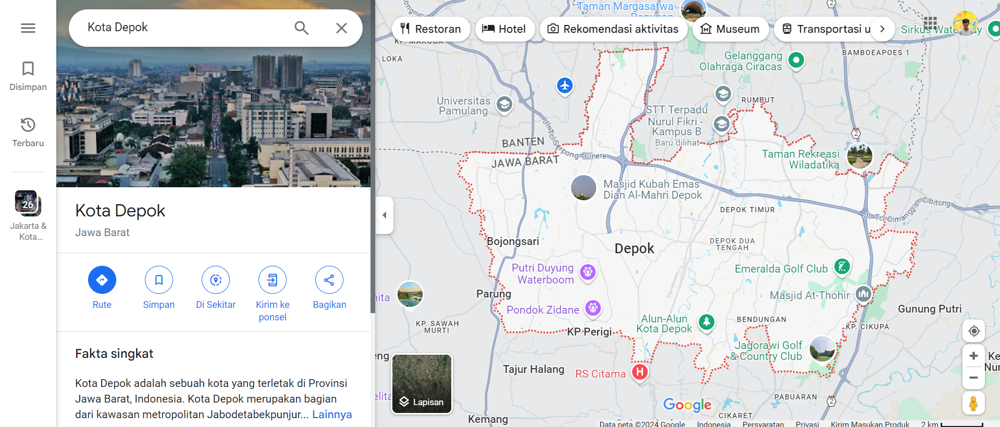 Kota Depok
Disimpan
Terbaru
26
Jakarta &
Kota...
Kota Depok
Jawa Barat
Rute
Simpan
Di Sekitar
Kirim ke
ponsel
Bagikan
Fakta singkat
Kota Depok adalah sebuah kota yang terletak di Provinsi
Jawa Barat, Indonesia. Kota Depok merupakan bagian
dari kawasan metropolitan Jabodetabekpunjur... Lainnya
Restoran
Hotel
Rekomendasi aktivitas
Museum
Transportasi u
Taman Margasatwa
Ragunan
2
Sirkus Wat
y
KP. MARUGA
LOKA
BAMBOEAPOES 1
Gelanggang
Olahraga Ciracas
Universitas
Pamulang
RUMBUT
STT Terpadu
Nurul Fikri -
Kampus B
Baru dilihat
Jl. Tol Serpong - Cinere
BANTEN
JAWA BARAT
2
Taman Rekreasi
Wiladatika
Masjid Kubah Emas
Dian Al-Mahri Depok
DEPOK TIMUR
Jl. Tol Cimanggis - Cibitung
Bojongsari
Depok
DEPOK DUA
TENGAH
Putri Duyung
Waterboom
Emeralda Golf Club
Parung
Masjid At-Thohir
nita
Pondok Zidane
Gunung Putri
Alun-Alun
Kota Depok
BENDUNGAN
KP. SAWAH
MURTI
KP Perigi
KP. CIKUPA
Jagorawi Golf
& Country Club
eng
Ke
Nun
Tajur Halang
RS Citama
H
elita
Lapisan
PABUARAN
2
Google
CIKARET
Kemang
Data peta ©2024 Google
Indonesia
Persyaratan
Privasi
Kirim Masukan Produk
2 km